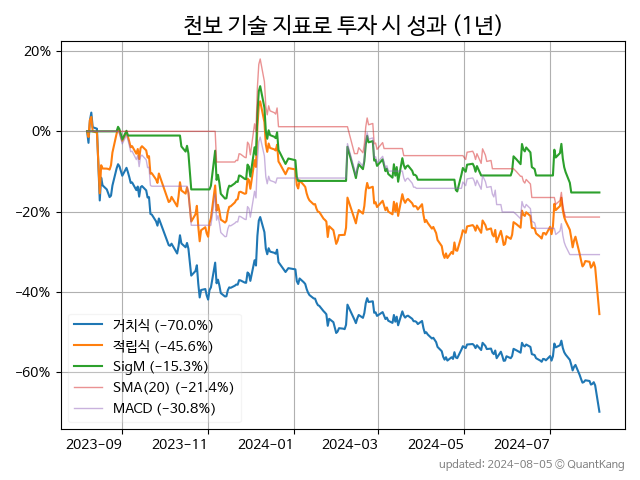 천보 기술 지표로 투자 시 성과 (1년)
20%
0%
−20%
−40%
−60%
거치식 (−70.0%)
적립식 (−45.6%)
SigM (−15.3%)
SMA(20) (−21.4%)
MACD (−30.8%)
2023-09 2023-11 2024-01 2024-03 2024-05 2024-07
updated: 2024-08-05 © QuantKang